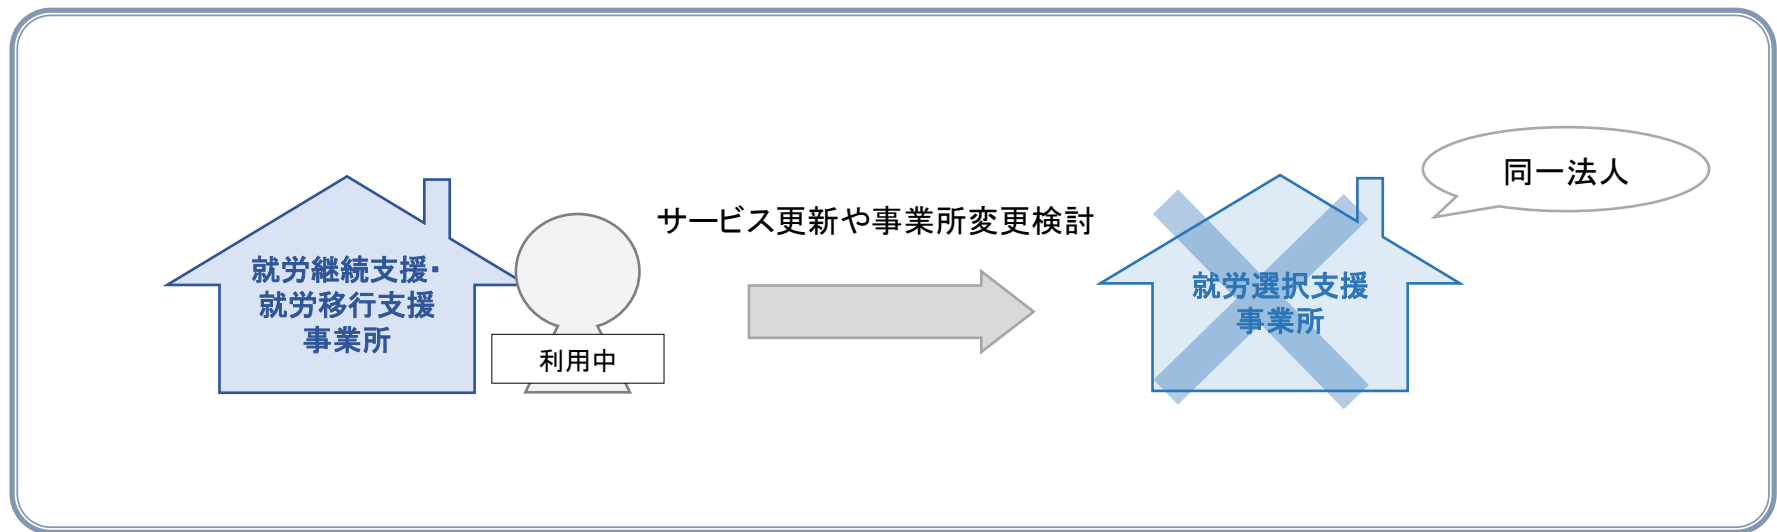 同一法人
サービス更新や事業所変更検討
就労継続支援・
就労移行支援
事業所
利用中
就労選択支援
事業所